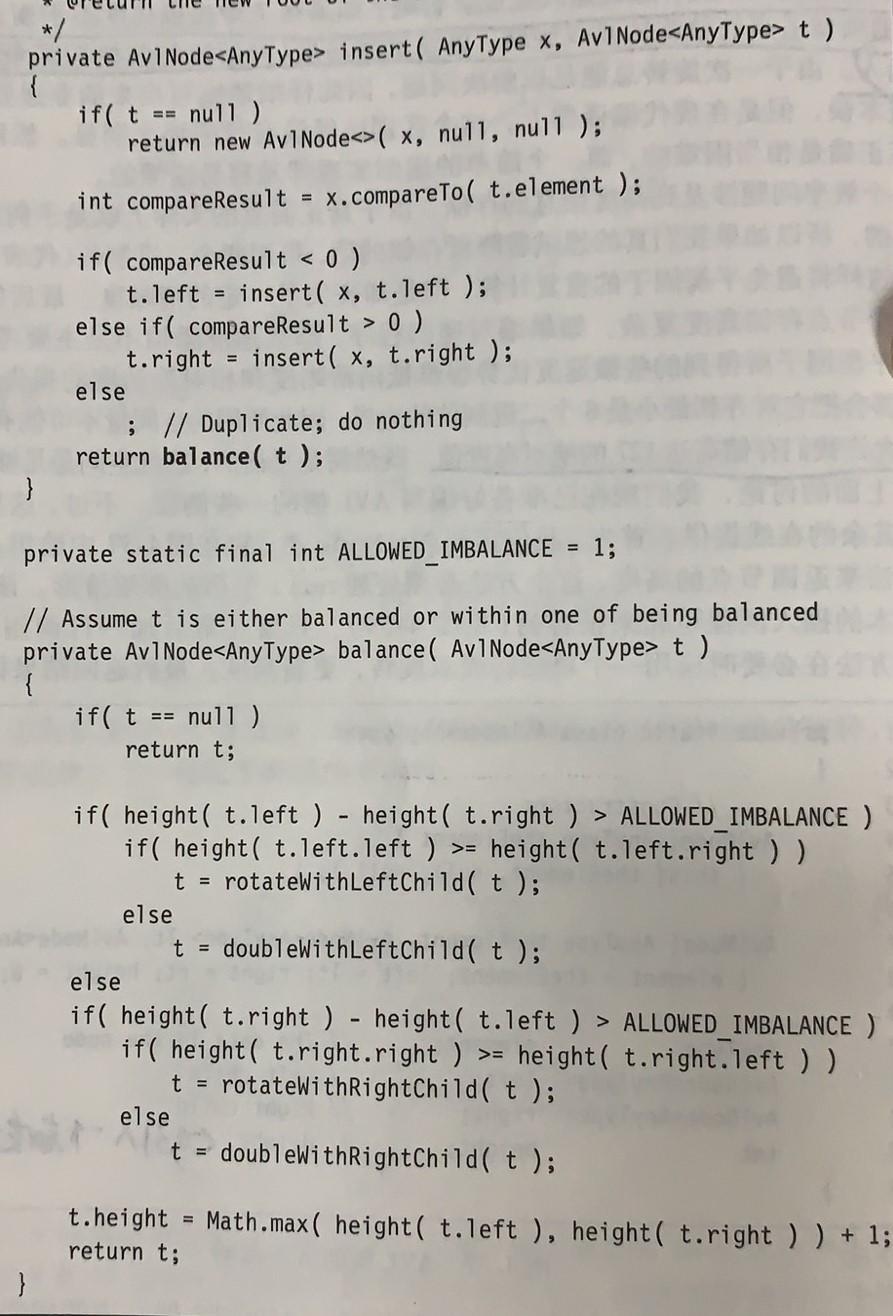 * @return the new root of
*/
private AvlNode<AnyType> insert( AnyType x, AvlNode<AnyType> t )
{
    if( t == null )
        return new AvlNode<>( x, null, null );

    int compareResult = x.compareTo( t.element );

    if( compareResult < 0 )
        t.left = insert( x, t.left );
    else if( compareResult > 0 )
        t.right = insert( x, t.right );
    else
        ;  // Duplicate; do nothing
    return balance( t );
}

private static final int ALLOWED_IMBALANCE = 1;

// Assume t is either balanced or within one of being balanced
private AvlNode<AnyType> balance( AvlNode<AnyType> t )
{
    if( t == null )
        return t;

    if( height( t.left ) - height( t.right ) > ALLOWED_IMBALANCE )
        if( height( t.left.left ) >= height( t.left.right ) )
            t = rotateWithLeftChild( t );
        else
            t = doubleWithLeftChild( t );
    else
    if( height( t.right ) - height( t.left ) > ALLOWED_IMBALANCE )
        if( height( t.right.right ) >= height( t.right.left ) )
            t = rotateWithRightChild( t );
        else
            t = doubleWithRightChild( t );

    t.height = Math.max( height( t.left ), height( t.right ) ) + 1;
    return t;
}